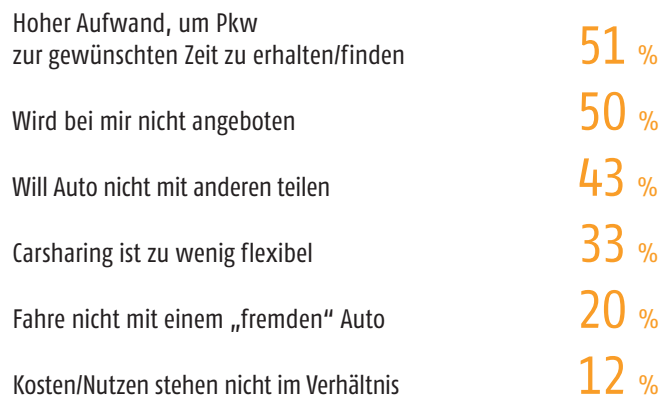 Hoher Aufwand, um Pkw
zur gewünschten Zeit zu erhalten/finden 51 %
Wird bei mir nicht angeboten 50 %
Will Auto nicht mit anderen teilen 43 %
Carsharing ist zu wenig flexibel 33 %
Fahre nicht mit einem „fremden“ Auto 20 %
Kosten/Nutzen stehen nicht im Verhältnis 12 %